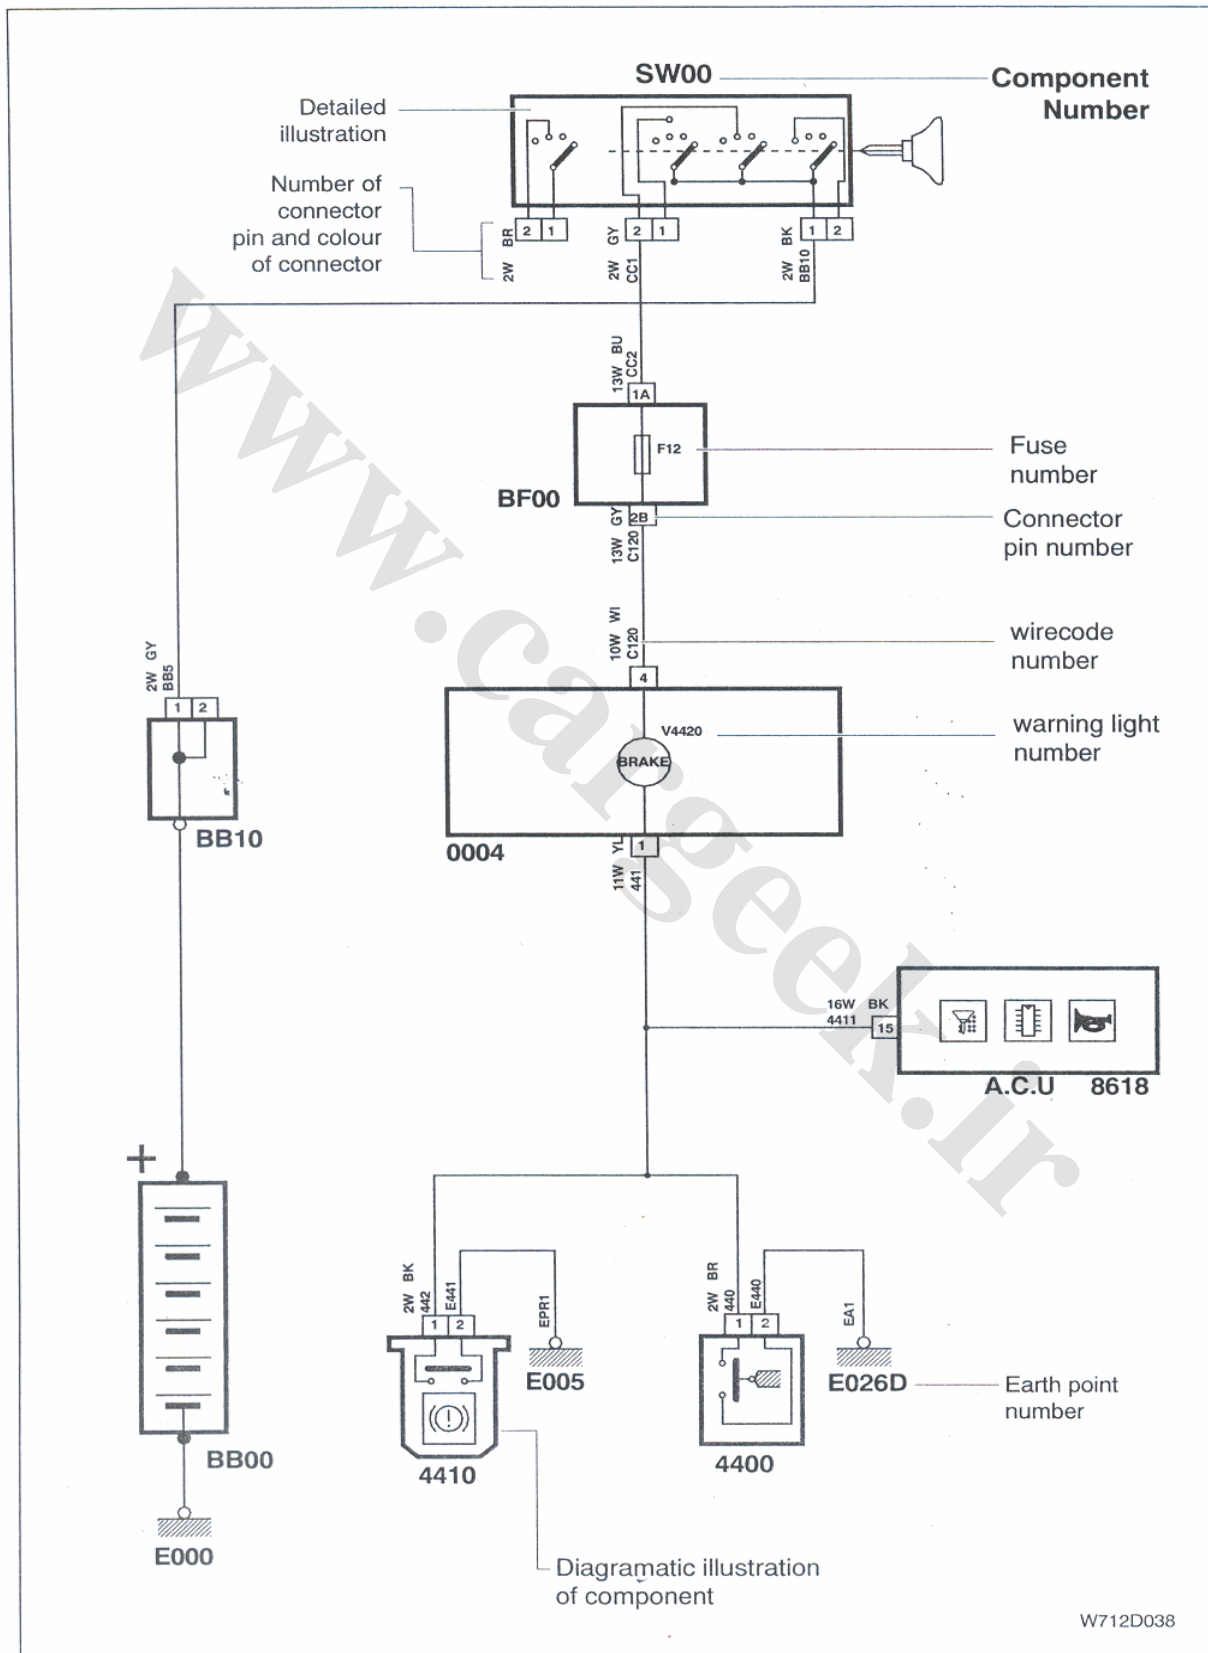 SW00
Component
Number
Detailed
illustration
Number of
connector
pin and colour
of connector
2W BR
2 1
2W GY
CC1
2 1
2W BK
BB10
1 2
13W BU
CC2
1A
F12
Fuse
number
BF00
2B
13W GY
C120
Connector
pin number
10W WI
C120
wirecode
number
4
2W GY
BB5
1 2
V4420
warning light
number
BRAKE
BB10
0004
1
11W YL
441
16W BK
4411
15
A.C.U 8618
+
2W BK
442
E441
1 2
EPR1
E005
2W BR
440
E440
1 2
EA1
E026D
Earth point
number
BB00
4410
4400
E000
Diagramatic illustration
of component
W712D038
www.cargeek.ir